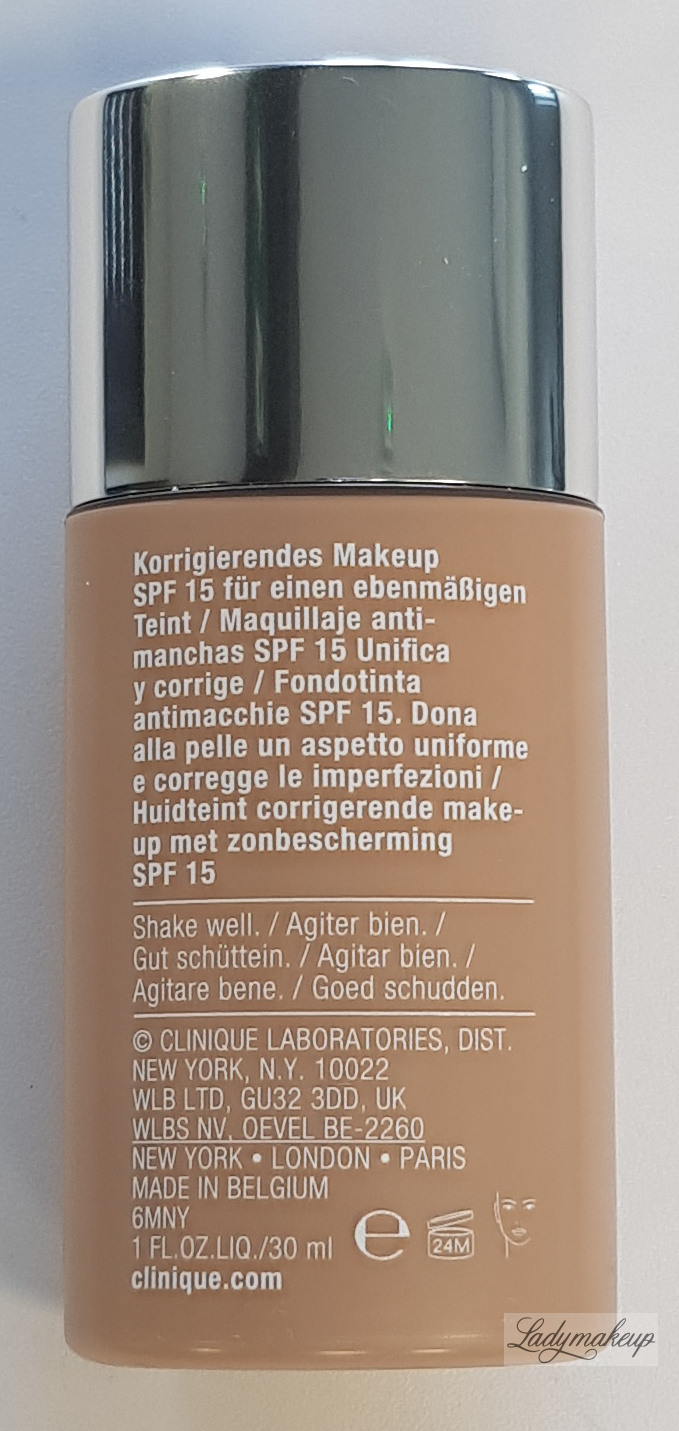 Korrigierendes Makeup
SPF 15 für einen ebenmäßigen
Teint / Maquillaje anti-
manchas SPF 15 Unifica
y corrige / Fondotinta
antimacchie SPF 15. Dona
alla pelle un aspetto uniforme
e corregge le imperfezioni /
Huidteint corrigerende make-
up met zonbescherming
SPF 15
Shake well. / Agiter bien. /
Gut schüttein. / Agitar bien. /
Agitare bene. / Goed schudden.
© CLINIQUE LABORATORIES, DIST.
NEW YORK, N.Y. 10022
WLB LTD, GU32 3DD, UK
WLBS NV, OEVEL BE-2260
NEW YORK • LONDON • PARIS
MADE IN BELGIUM
6MNY
1 FL.OZ.LIQ./30 ml e 24M
clinique.com
Ladymakeup